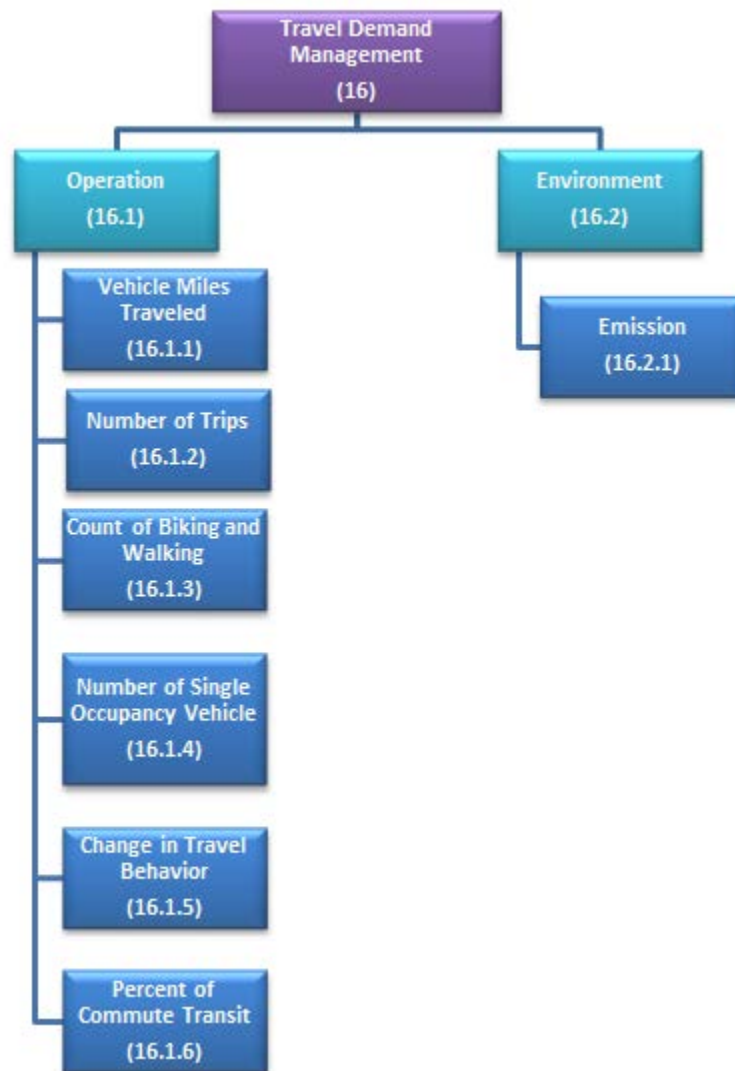 Travel Demand
Management
(16)
Operation
(16.1)
Environment
(16.2)
Vehicle Miles
Traveled
(16.1.1)
Emission
(16.2.1)
Number of Trips
(16.1.2)
Count of Biking and
Walking
(16.1.3)
Number of Single
Occupancy Vehicle
(16.1.4)
Change in Travel
Behavior
(16.1.5)
Percent of
Commute Transit
(16.1.6)